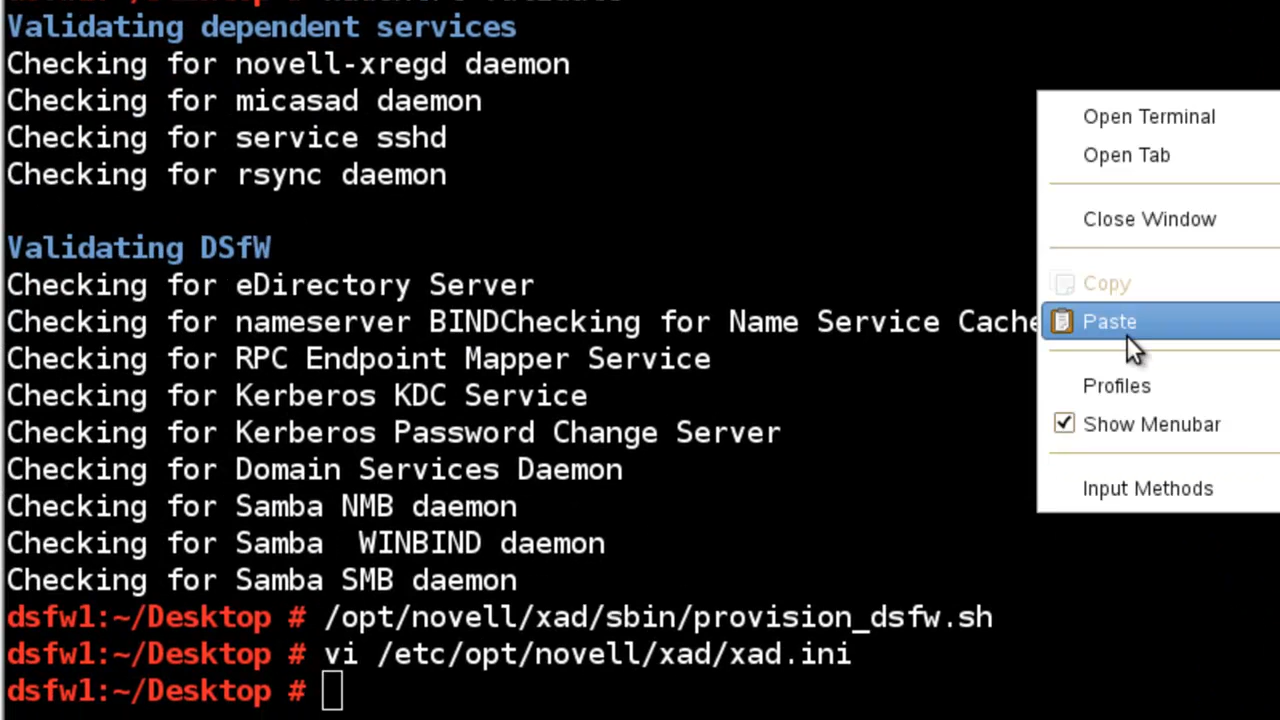 Validating dependent services
Checking for novell-xregd daemon
Checking for micasad daemon
Checking for service sshd
Checking for rsync daemon
Validating DSfW
Checking for eDirectory Server
Checking for nameserver BINDChecking for Name Service Cache
Checking for RPC Endpoint Mapper Service
Checking for Kerberos KDC Service
Checking for Kerberos Password Change Server
Checking for Domain Services Daemon
Checking for Samba NMB daemon
Checking for Samba  WINBIND daemon
Checking for Samba SMB daemon
dsfw1:~/Desktop # /opt/novell/xad/sbin/provision_dsfw.sh
dsfw1:~/Desktop # vi /etc/opt/novell/xad/xad.ini
dsfw1:~/Desktop #
Open Terminal
Open Tab
Close Window
Copy
Paste
Profiles
Show Menubar
Input Methods